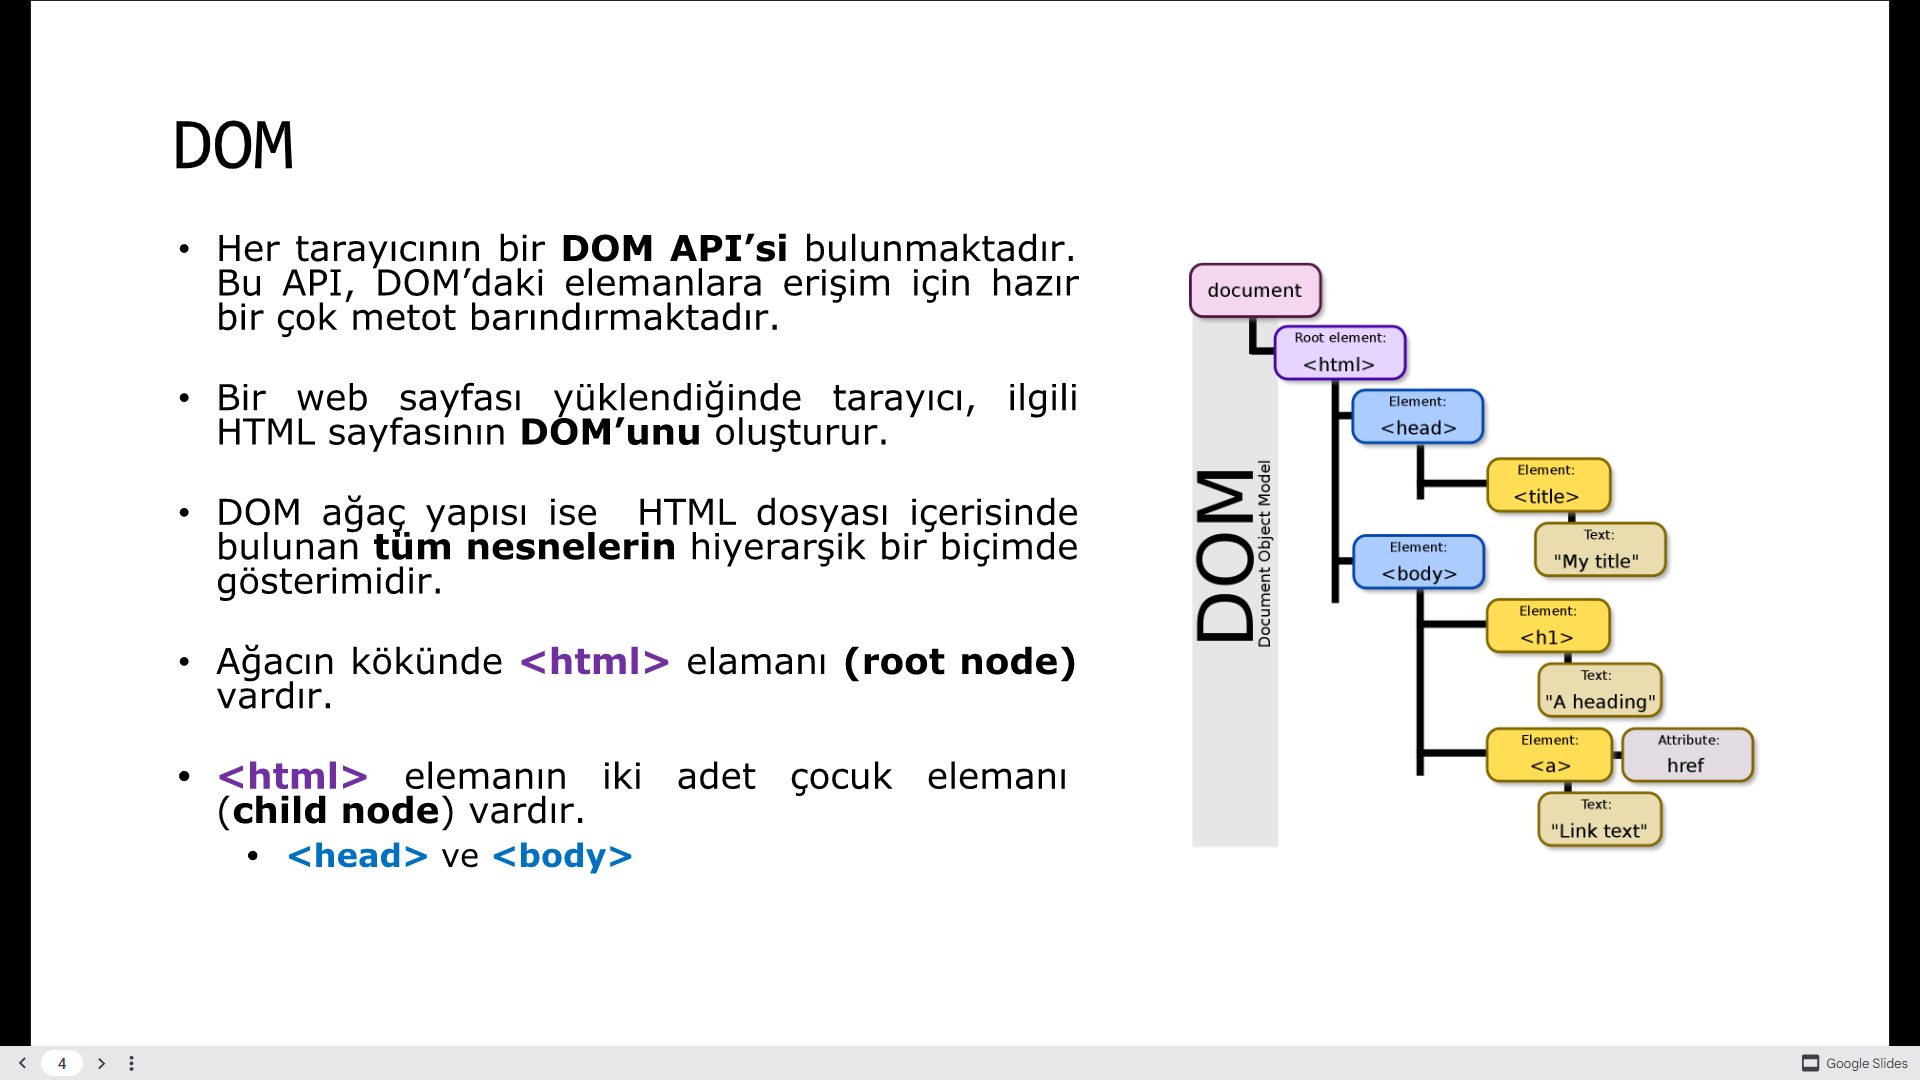 DOM
• Her tarayıcının bir DOM API’si bulunmaktadır.
Bu API, DOM’daki elemanlara erişim için hazır
bir çok metot barındırmaktadır.
• Bir web sayfası yüklendiğinde tarayıcı, ilgili
HTML sayfasının DOM’unu oluşturur.
• DOM ağaç yapısı ise HTML dosyası içerisinde
bulunan tüm nesnelerin hiyerarşik bir biçimde
gösterimidir.
• Ağacın kökünde <html> elamanı (root node)
vardır.
• <html> elemanın iki adet çocuk elemanı
(child node) vardır.
• <head> ve <body>
document
Root element:
<html>
Element:
<head>
Element:
<title>
Text:
"My title"
Element:
<body>
Element:
<h1>
Text:
"A heading"
Element:
<a>
Attribute:
href
Text:
"Link text"
DOM
Document Object Model
4
Google Slides